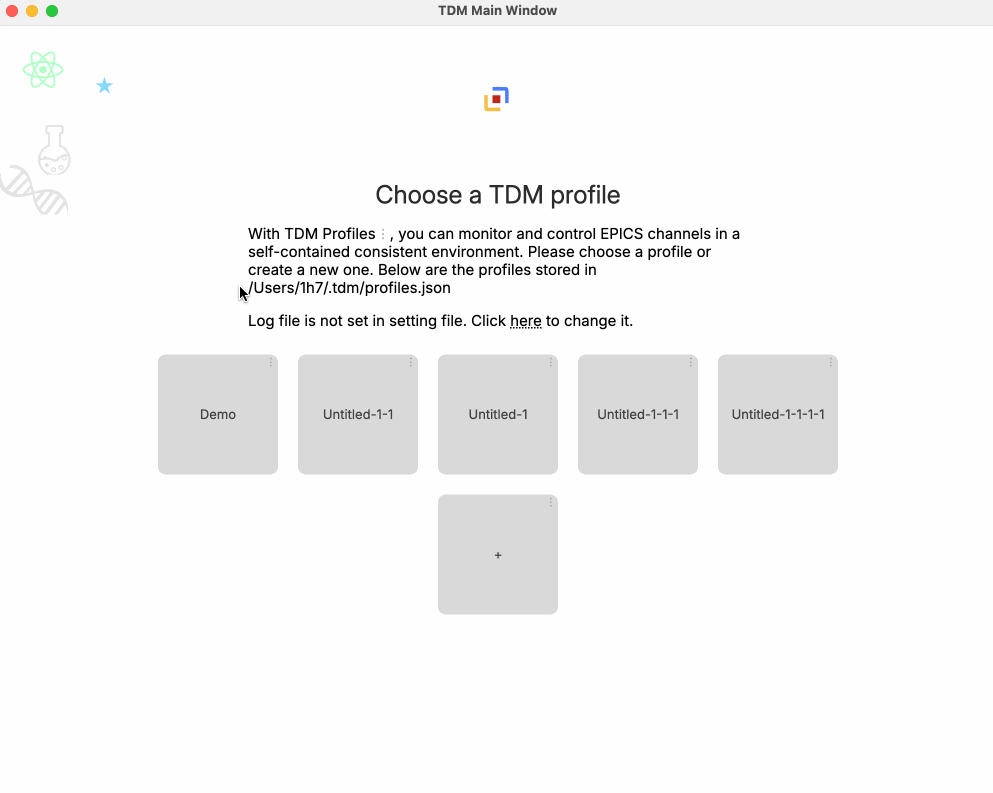 TDM Main Window
Choose a TDM profile
With TDM Profiles ⋮ , you can monitor and control EPICS channels in a
self-contained consistent environment. Please choose a profile or
create a new one. Below are the profiles stored in
/Users/1h7/.tdm/profiles.json
Log file is not set in setting file. Click here to change it.
Demo
Untitled-1-1
Untitled-1
Untitled-1-1-1
Untitled-1-1-1-1
+